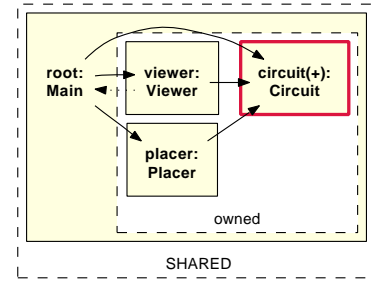 root:
Main
viewer:
Viewer
circuit(+):
Circuit
placer:
Placer
owned
SHARED